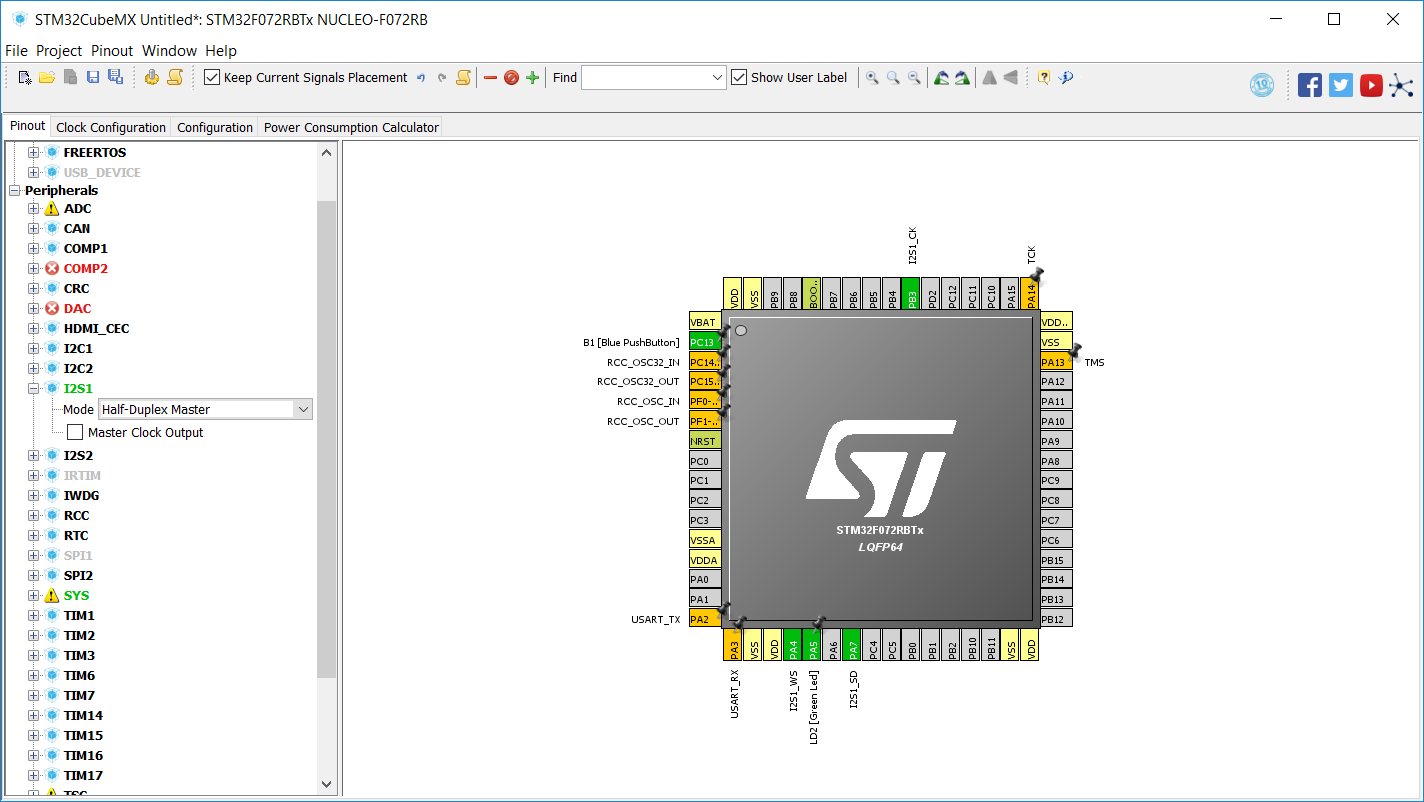 STM32CubeMX Untitled*: STM32F072RBTx NUCLEO-F072RB
File Project Pinout Window Help
Keep Current Signals Placement Find Show User Label
Pinout Clock Configuration Configuration Power Consumption Calculator
FREERTOS
USB_DEVICE
Peripherals
ADC
CAN
COMP1
COMP2
CRC
DAC
HDMI_CEC
I2C1
I2C2
I2S1
Mode Half-Duplex Master
Master Clock Output
I2S2
IRTIM
IWDG
RCC
RTC
SPI1
SPI2
SYS
TIM1
TIM2
TIM3
TIM6
TIM7
TIM14
TIM15
TIM16
TIM17
TSC
I2S1_CK
TCK
VDD
VSS
PB9
PB8
BOO..
PB7
PB6
PB5
PB4
PB3
PD2
PC12
PC11
PC10
PA15
PA14
VBAT
B1 [Blue PushButton] PC13
RCC_OSC32_IN PC14..
RCC_OSC32_OUT PC15..
RCC_OSC_IN PF0-..
RCC_OSC_OUT PF1-..
NRST
PC0
PC1
PC2
PC3
VSSA
VDDA
PA0
PA1
USART_TX PA2
ST
STM32F072RBTx
LQFP64
VDD..
VSS
PA13 TMS
PA12
PA11
PA10
PA9
PA8
PC9
PC8
PC7
PC6
PB15
PB14
PB13
PB12
PA3
VSS
VDD
PA4
PA5
PA6
PA7
PC4
PC5
PB0
PB1
PB2
PB10
PB11
VSS
VDD
USART_RX
I2S1_WS
LD2 [Green Led]
I2S1_SD